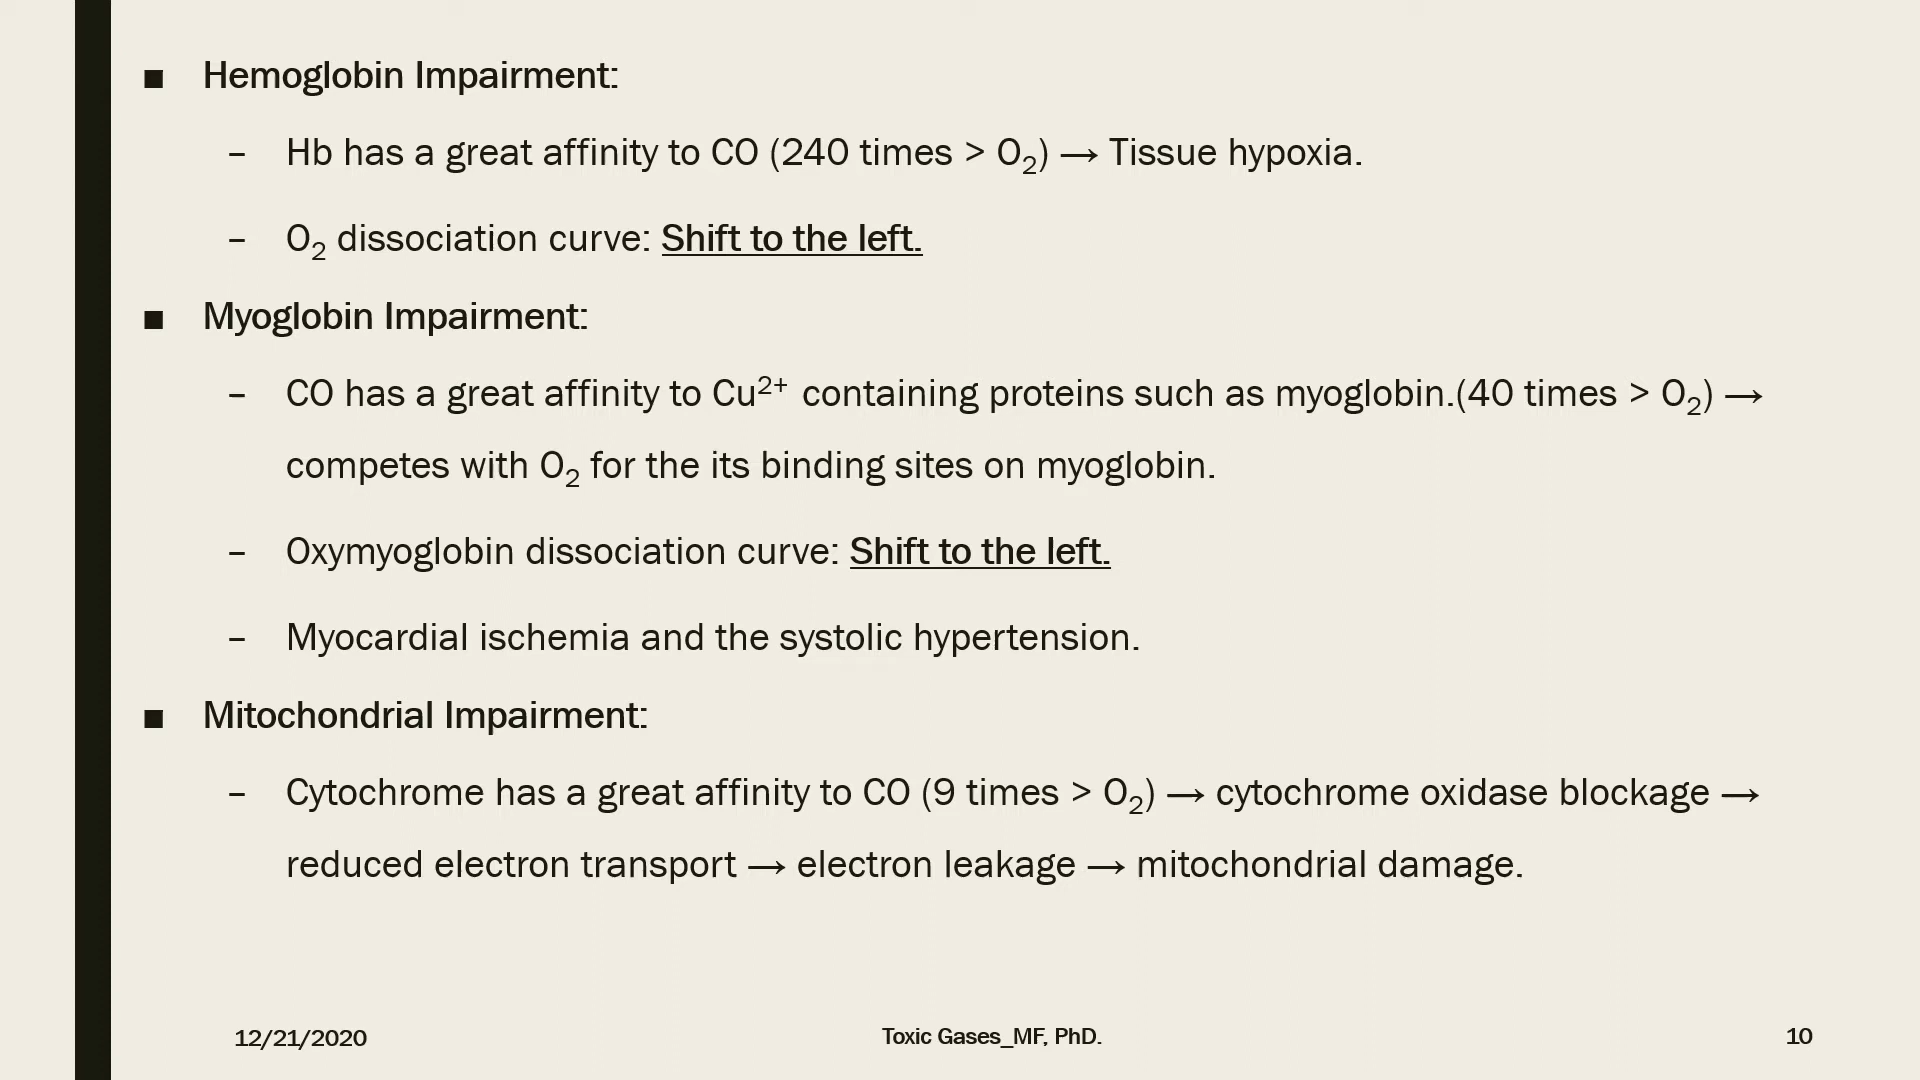 ■ Hemoglobin Impairment:
– Hb has a great affinity to CO (240 times > O₂) → Tissue hypoxia.
– O₂ dissociation curve: Shift to the left.
■ Myoglobin Impairment:
– CO has a great affinity to Cu²⁺ containing proteins such as myoglobin.(40 times > O₂) →
competes with O₂ for the its binding sites on myoglobin.
– Oxymyoglobin dissociation curve: Shift to the left.
– Myocardial ischemia and the systolic hypertension.
■ Mitochondrial Impairment:
– Cytochrome has a great affinity to CO (9 times > O₂) → cytochrome oxidase blockage →
reduced electron transport → electron leakage → mitochondrial damage.
12/21/2020
Toxic Gases_MF, PhD.
10